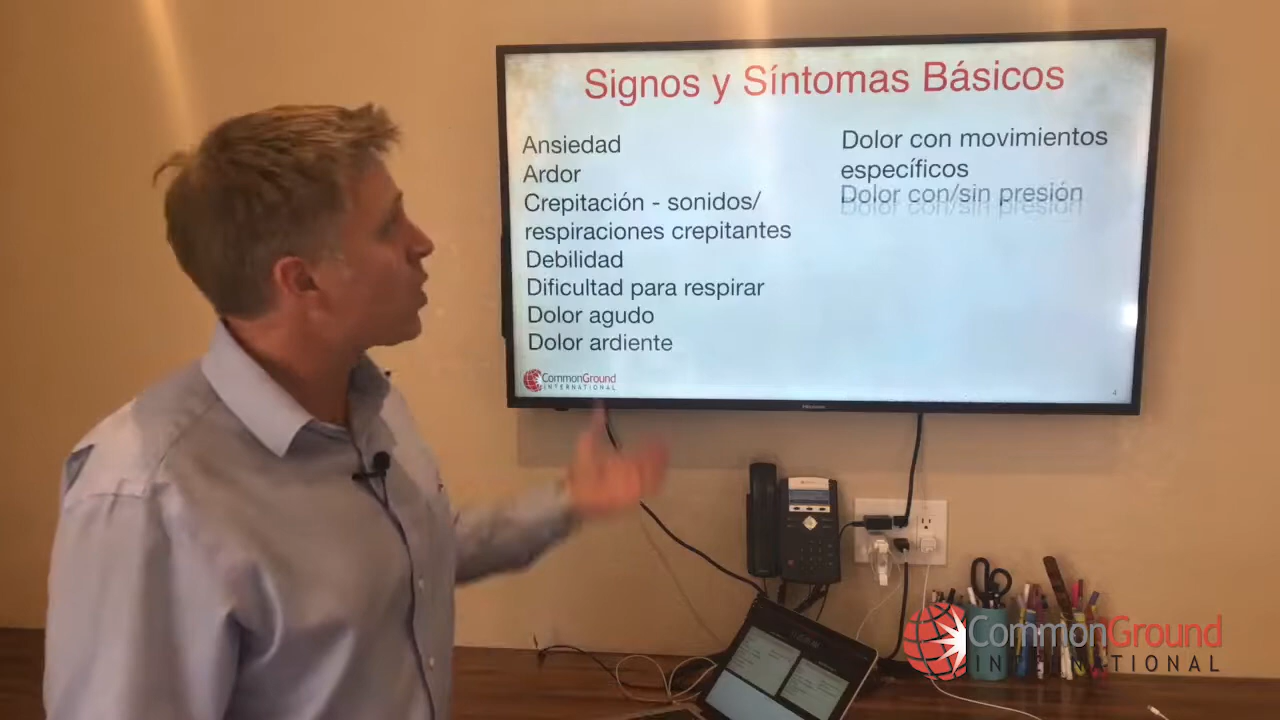 Signos y Síntomas Básicos
Ansiedad
Ardor
Crepitación - sonidos/
respiraciones crepitantes
Debilidad
Dificultad para respirar
Dolor agudo
Dolor ardiente
Dolor con movimientos
específicos
Dolor con/sin presión
CommonGround
INTERNATIONAL
4
CommonGround
INTERNATIONAL